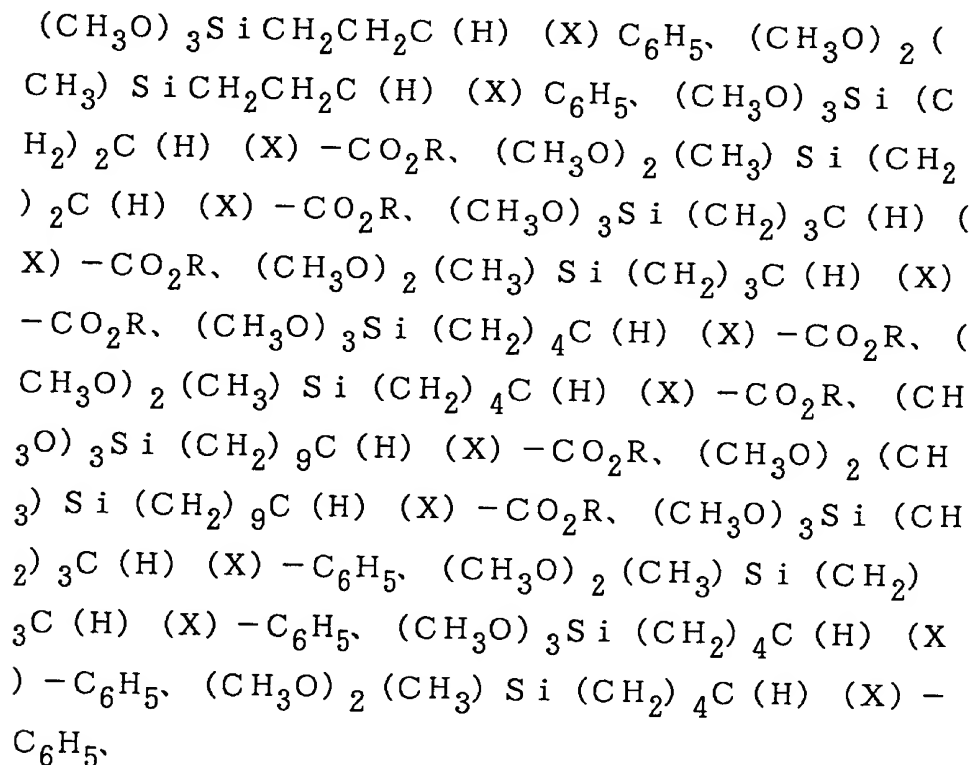 (CH₃O)₃SiCH₂CH₂C(H)(X)C₆H₅、(CH₃O)₂(
CH₃)SiCH₂CH₂C(H)(X)C₆H₅、(CH₃O)₃Si(C
H₂)₂C(H)(X)−CO₂R、(CH₃O)₂(CH₃)Si(CH₂
)₂C(H)(X)−CO₂R、(CH₃O)₃Si(CH₂)₃C(H)(
X)−CO₂R、(CH₃O)₂(CH₃)Si(CH₂)₃C(H)(X)
−CO₂R、(CH₃O)₃Si(CH₂)₄C(H)(X)−CO₂R、(
CH₃O)₂(CH₃)Si(CH₂)₄C(H)(X)−CO₂R、(CH
₃O)₃Si(CH₂)₉C(H)(X)−CO₂R、(CH₃O)₂(CH
₃)Si(CH₂)₉C(H)(X)−CO₂R、(CH₃O)₃Si(CH
₂)₃C(H)(X)−C₆H₅、(CH₃O)₂(CH₃)Si(CH₂)
₃C(H)(X)−C₆H₅、(CH₃O)₃Si(CH₂)₄C(H)(X
)−C₆H₅、(CH₃O)₂(CH₃)Si(CH₂)₄C(H)(X)−
C₆H₅、